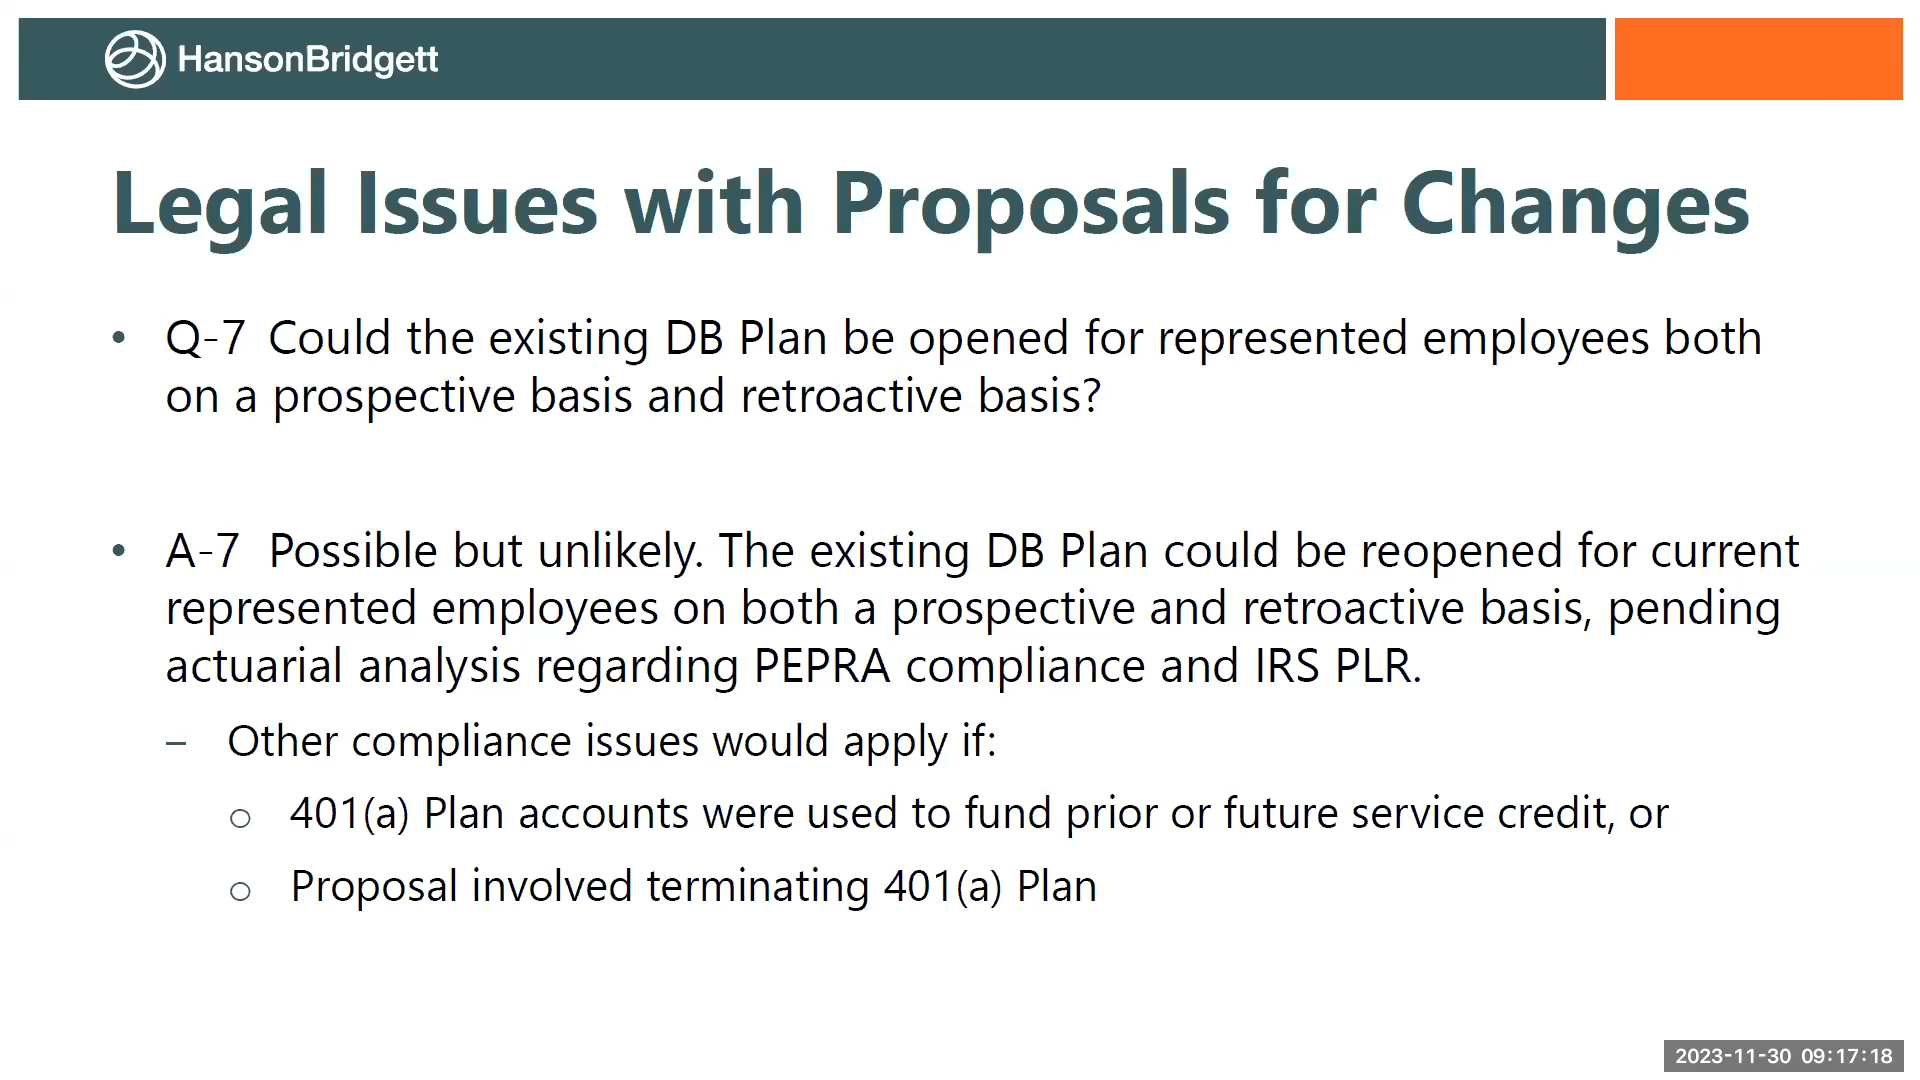 HansonBridgett
Legal Issues with Proposals for Changes
• Q-7 Could the existing DB Plan be opened for represented employees both
on a prospective basis and retroactive basis?
• A-7 Possible but unlikely. The existing DB Plan could be reopened for current
represented employees on both a prospective and retroactive basis, pending
actuarial analysis regarding PEPRA compliance and IRS PLR.
– Other compliance issues would apply if:
o 401(a) Plan accounts were used to fund prior or future service credit, or
o Proposal involved terminating 401(a) Plan
2023-11-30 09:17:18